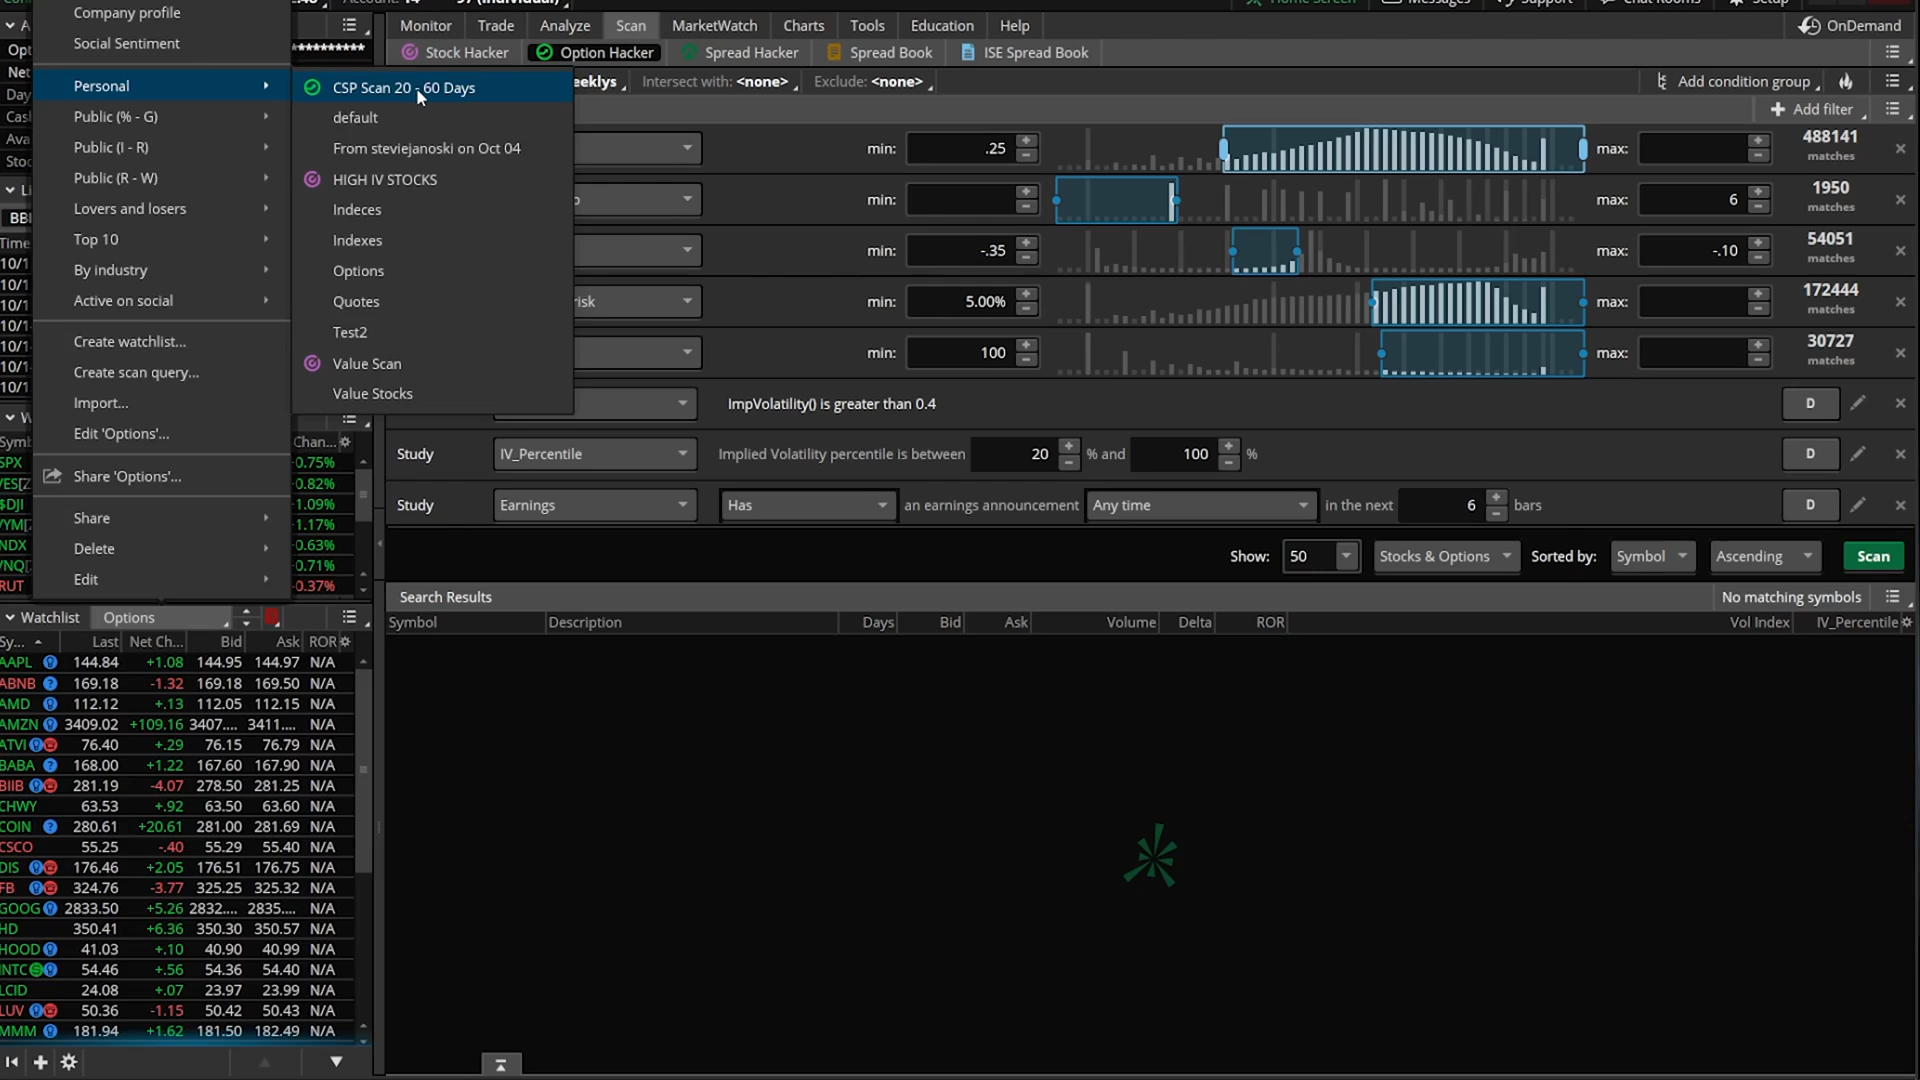 Company profile
Social Sentiment
Personal
Public (% - G)
Public (I - R)
Public (R - W)
Lovers and losers
Top 10
By industry
Active on social
Create watchlist...
Create scan query...
Import...
Edit 'Options'...
Share 'Options'...
Share
Delete
Edit
CSP Scan 20 - 60 Days
default
From steviejanoski on Oct 04
HIGH IV STOCKS
Indeces
Indexes
Options
Quotes
Test2
Value Scan
Value Stocks
Monitor Trade Analyze Scan MarketWatch Charts Tools Education Help
OnDemand
***********
Stock Hacker Option Hacker Spread Hacker Spread Book ISE Spread Book
eeklys Intersect with: <none> Exclude: <none> Add condition group
Add filter
min: .25 max: 488141 matches
min: max: 6 1950 matches
min: -.35 max: -.10 54051 matches
risk min: 5.00% max: 172444 matches
min: 100 max: 30727 matches
ImpVolatility() is greater than 0.4 D
Study IV_Percentile Implied Volatility percentile is between 20 % and 100 % D
Study Earnings Has an earnings announcement Any time in the next 6 bars D
Show: 50 Stocks & Options Sorted by: Symbol Ascending Scan
Search Results No matching symbols
Symbol Description Days Bid Ask Volume Delta ROR Vol Index IV_Percentile
Chan...
SPX 0.75%
VES[Z 0.82%
$DJI 1.09%
VYM[ 1.17%
NDX 0.63%
VNQ[ 0.71%
RUT -0.37%
Watchlist Options
Sy... Last Net Ch... Bid Ask ROR
AAPL 144.84 +1.08 144.95 144.97 N/A
ABNB 169.18 -1.32 169.18 169.50 N/A
AMD 112.12 +.13 112.05 112.15 N/A
AMZN 3409.02 +109.16 3407.... 3411.... N/A
ATVI 76.40 +.29 76.15 76.79 N/A
BABA 168.00 +1.22 167.60 167.90 N/A
BIIB 281.19 -4.07 278.50 281.25 N/A
CHWY 63.53 +.92 63.50 63.60 N/A
COIN 280.61 +20.61 281.00 281.69 N/A
CSCO 55.25 -.40 55.29 55.40 N/A
DIS 176.46 +2.05 176.51 176.75 N/A
FB 324.76 -3.77 325.25 325.32 N/A
GOOG 2833.50 +5.26 2832.... 2835.... N/A
HD 350.41 +6.36 350.30 350.57 N/A
HOOD 41.03 +.10 40.90 40.99 N/A
INTC 54.46 +.56 54.36 54.40 N/A
LCID 24.08 +.07 23.97 23.99 N/A
LUV 50.36 -1.15 50.42 50.43 N/A
MMM 181.94 +1.62 181.50 182.49 N/A